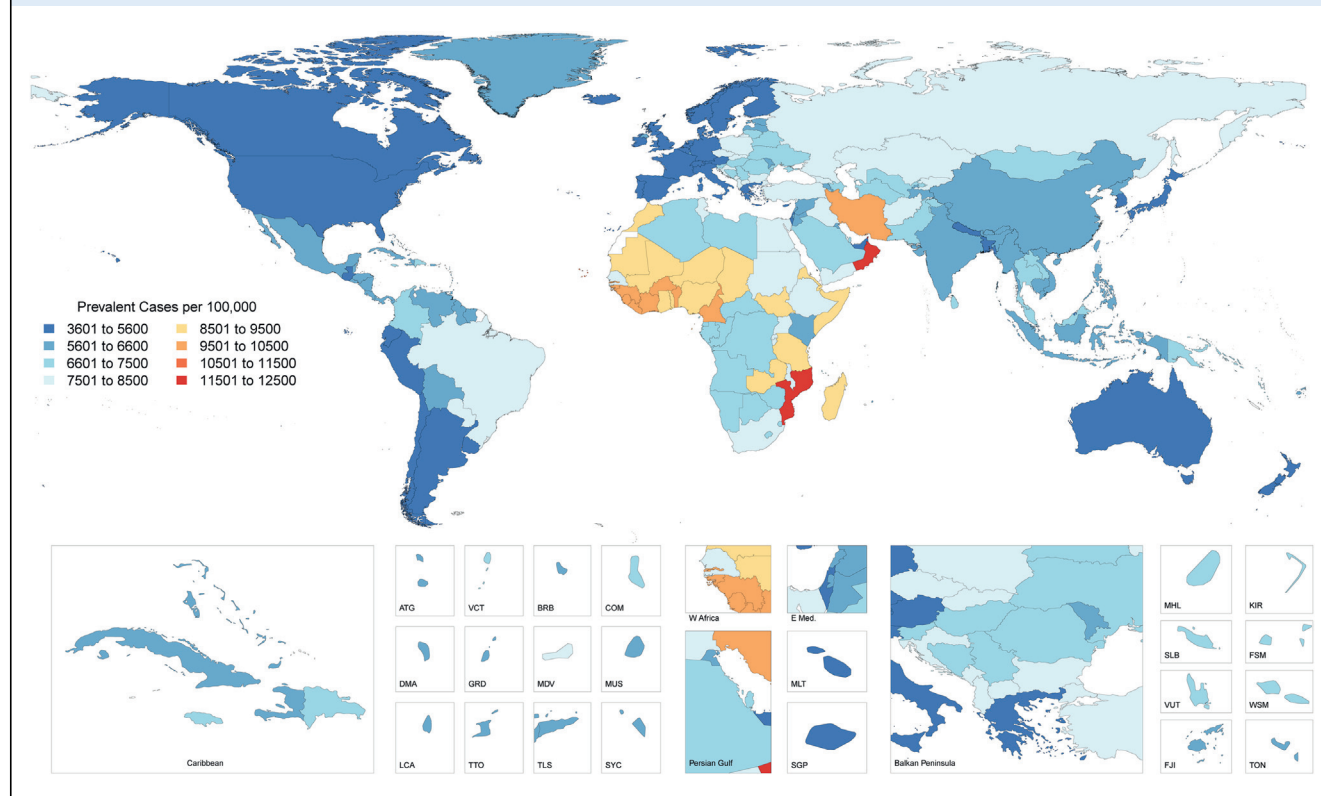 Prevalent Cases per 100,000
3601 to 5600
5601 to 6600
6601 to 7500
7501 to 8500
8501 to 9500
9501 to 10500
10501 to 11500
11501 to 12500
Caribbean
ATG
VCT
BRB
COM
DMA
GRD
MDV
MUS
LCA
TTO
TLS
SYC
W Africa
E Med.
Persian Gulf
MLT
SGP
Balkan Peninsula
MHL
KIR
SLB
FSM
VUT
WSM
FJI
TON